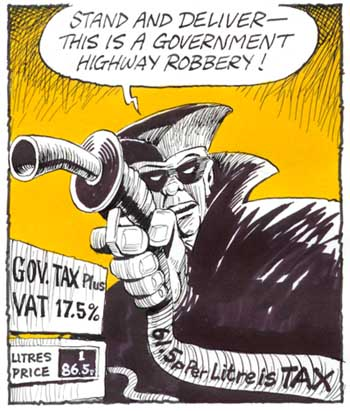 STAND AND DELIVER—
THIS IS A GOVERNMENT
HIGHWAY ROBBERY!
GOV. TAX Plus
VAT 17.5%
LITRES 1
PRICE 86.5p
61.5p Per Litre is TAX